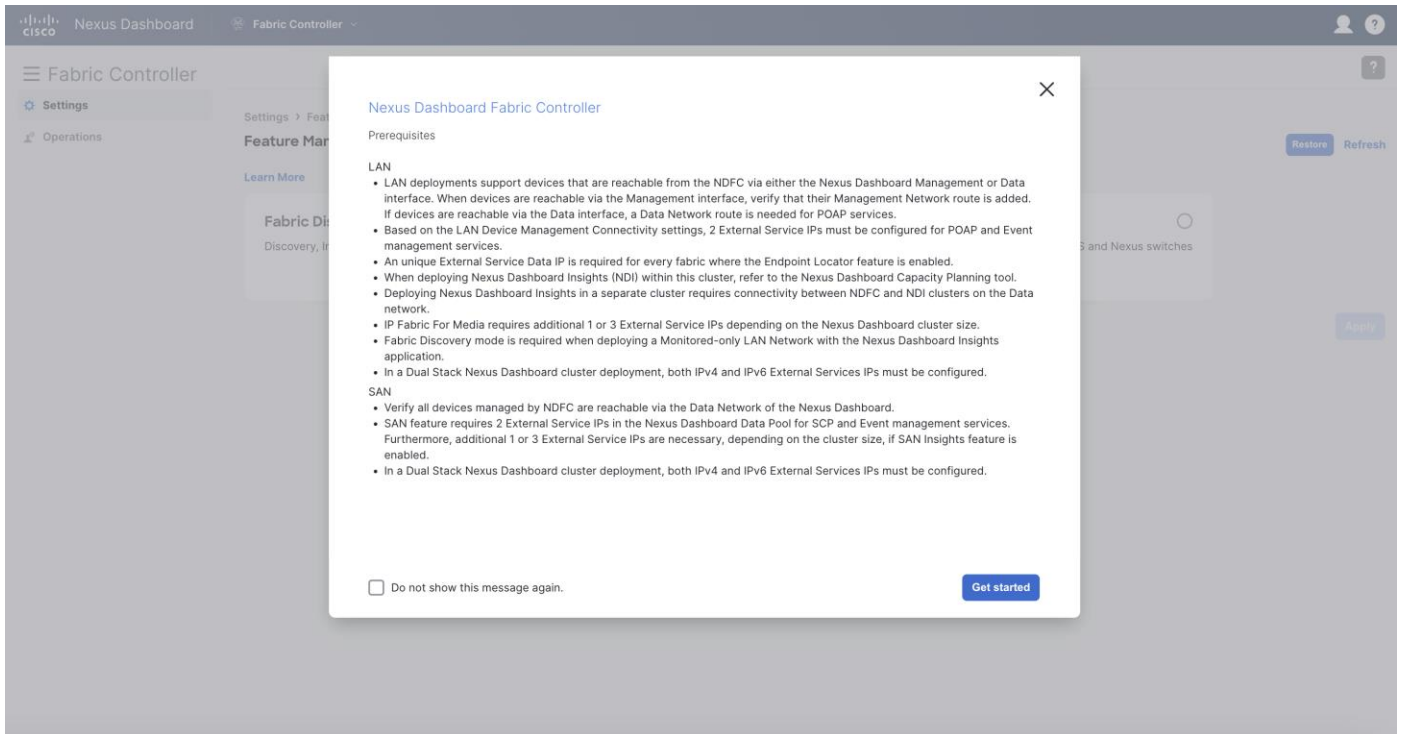 cisco Nexus Dashboard Fabric Controller
?
Fabric Controller
?
Settings
Operations
Settings > Feat
Feature Mar
Restore Refresh
Learn More
Fabric Dis
Discovery, In
S and Nexus switches
Apply
Nexus Dashboard Fabric Controller
Prerequisites
LAN
• LAN deployments support devices that are reachable from the NDFC via either the Nexus Dashboard Management or Data
interface. When devices are reachable via the Management interface, verify that their Management Network route is added.
If devices are reachable via the Data interface, a Data Network route is needed for POAP services.
• Based on the LAN Device Management Connectivity settings, 2 External Service IPs must be configured for POAP and Event
management services.
• An unique External Service Data IP is required for every fabric where the Endpoint Locator feature is enabled.
• When deploying Nexus Dashboard Insights (NDI) within this cluster, refer to the Nexus Dashboard Capacity Planning tool.
• Deploying Nexus Dashboard Insights in a separate cluster requires connectivity between NDFC and NDI clusters on the Data
network.
• IP Fabric For Media requires additional 1 or 3 External Service IPs depending on the Nexus Dashboard cluster size.
• Fabric Discovery mode is required when deploying a Monitored-only LAN Network with the Nexus Dashboard Insights
application.
• In a Dual Stack Nexus Dashboard cluster deployment, both IPv4 and IPv6 External Services IPs must be configured.
SAN
• Verify all devices managed by NDFC are reachable via the Data Network of the Nexus Dashboard.
• SAN feature requires 2 External Service IPs in the Nexus Dashboard Data Pool for SCP and Event management services.
Furthermore, additional 1 or 3 External Service IPs are necessary, depending on the cluster size, if SAN Insights feature is
enabled.
• In a Dual Stack Nexus Dashboard cluster deployment, both IPv4 and IPv6 External Services IPs must be configured.
Do not show this message again.
Get started